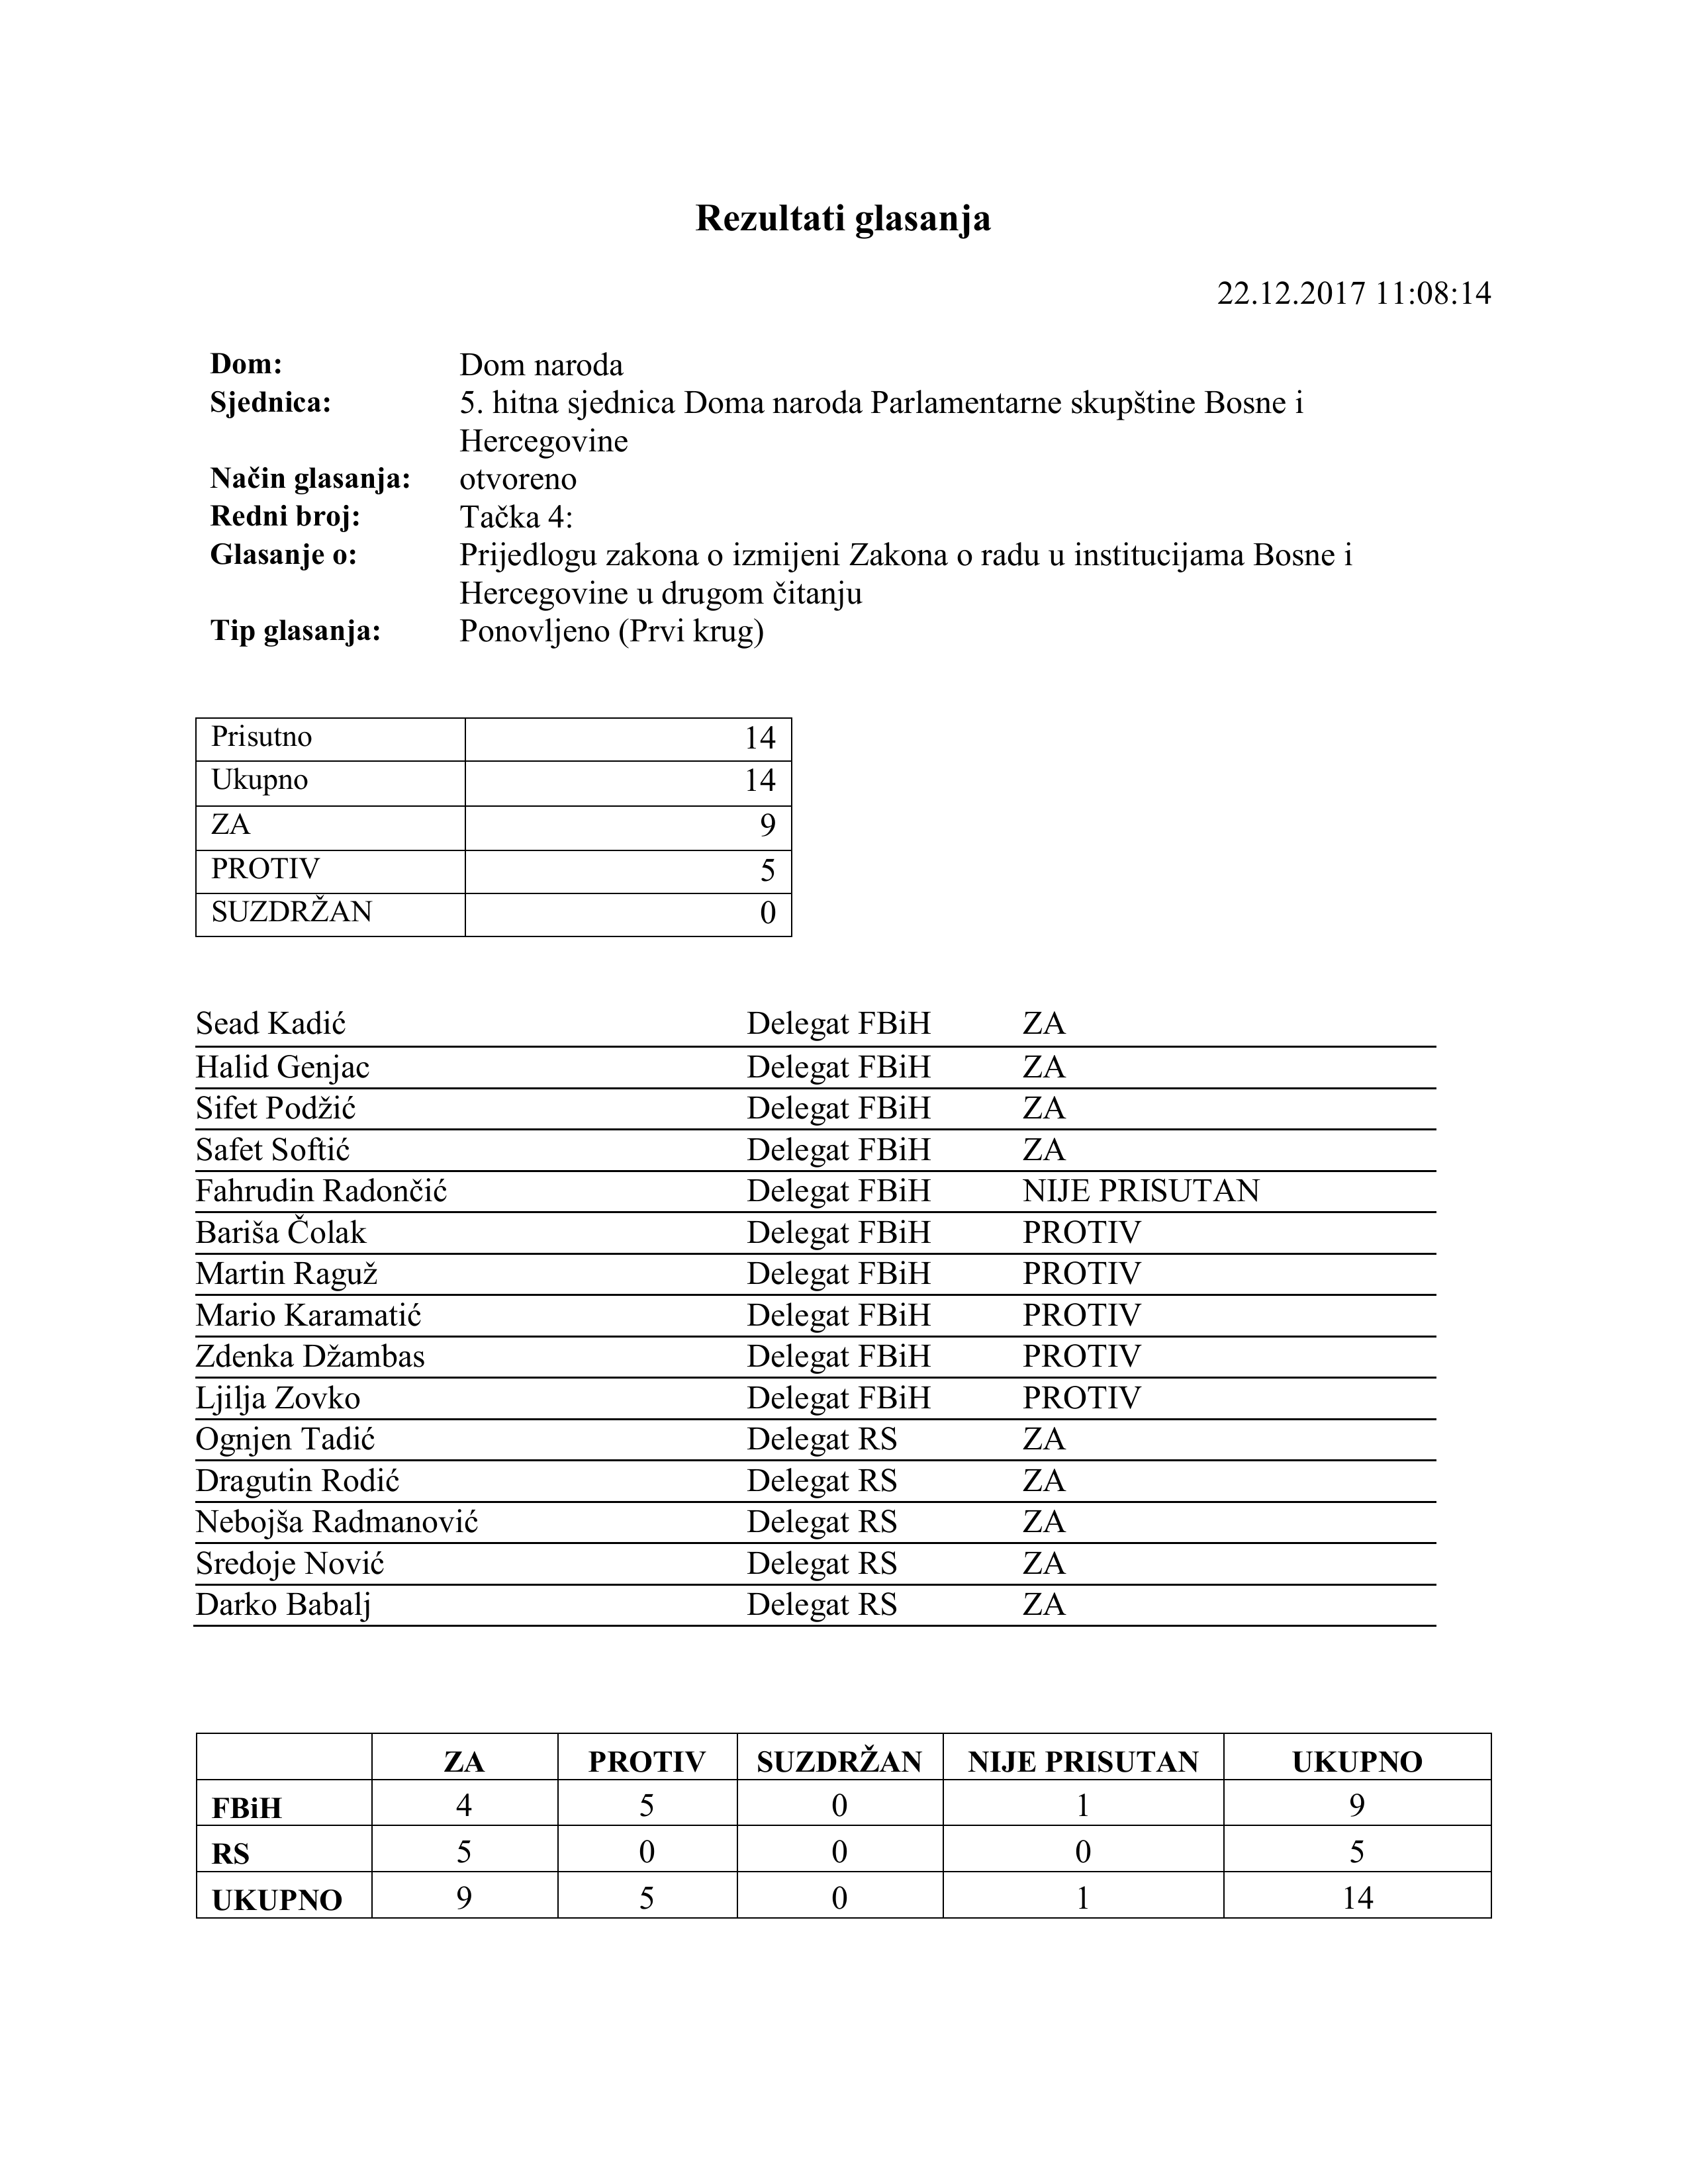 Rezultati glasanja
22.12.2017 11:08:14
Dom: Dom naroda
Sjednica: 5. hitna sjednica Doma naroda Parlamentarne skupštine Bosne i
Hercegovine
Način glasanja: otvoreno
Redni broj: Tačka 4:
Glasanje o: Prijedlogu zakona o izmijeni Zakona o radu u institucijama Bosne i
Hercegovine u drugom čitanju
Tip glasanja: Ponovljeno (Prvi krug)
Prisutno 14
Ukupno 14
ZA 9
PROTIV 5
SUZDRŽAN 0
Sead Kadić Delegat FBiH ZA
Halid Genjac Delegat FBiH ZA
Sifet Podžić Delegat FBiH ZA
Safet Softić Delegat FBiH ZA
Fahrudin Radončić Delegat FBiH NIJE PRISUTAN
Bariša Čolak Delegat FBiH PROTIV
Martin Raguž Delegat FBiH PROTIV
Mario Karamatić Delegat FBiH PROTIV
Zdenka Džambas Delegat FBiH PROTIV
Ljilja Zovko Delegat FBiH PROTIV
Ognjen Tadić Delegat RS ZA
Dragutin Rodić Delegat RS ZA
Nebojša Radmanović Delegat RS ZA
Sredoje Nović Delegat RS ZA
Darko Babalj Delegat RS ZA
ZA PROTIV SUZDRŽAN NIJE PRISUTAN UKUPNO
FBiH 4 5 0 1 9
RS 5 0 0 0 5
UKUPNO 9 5 0 1 14